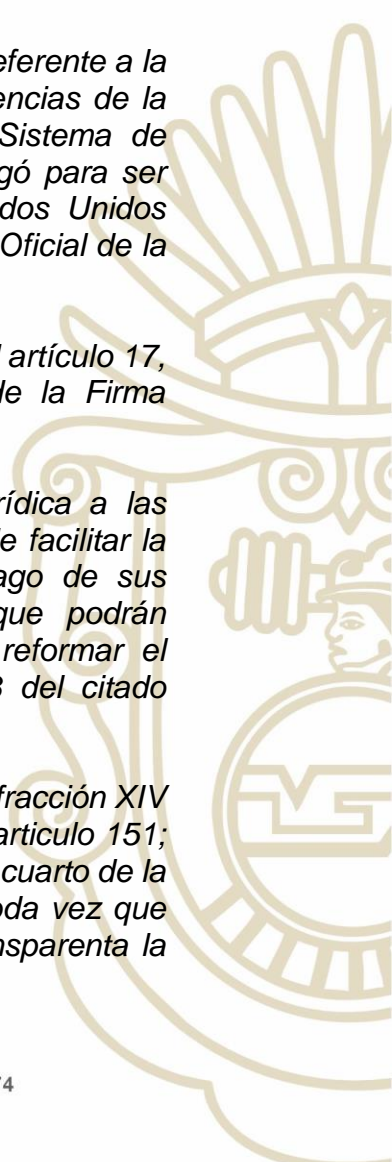 eferente a la
encias de la
Sistema de
gó para ser
dos Unidos
Oficial de la
artículo 17,
de la Firma
rídica a las
e facilitar la
ago de sus
que podrán
reformar el
del citado
fracción XIV
articulo 151;
cuarto de la
oda vez que
nsparenta la
74